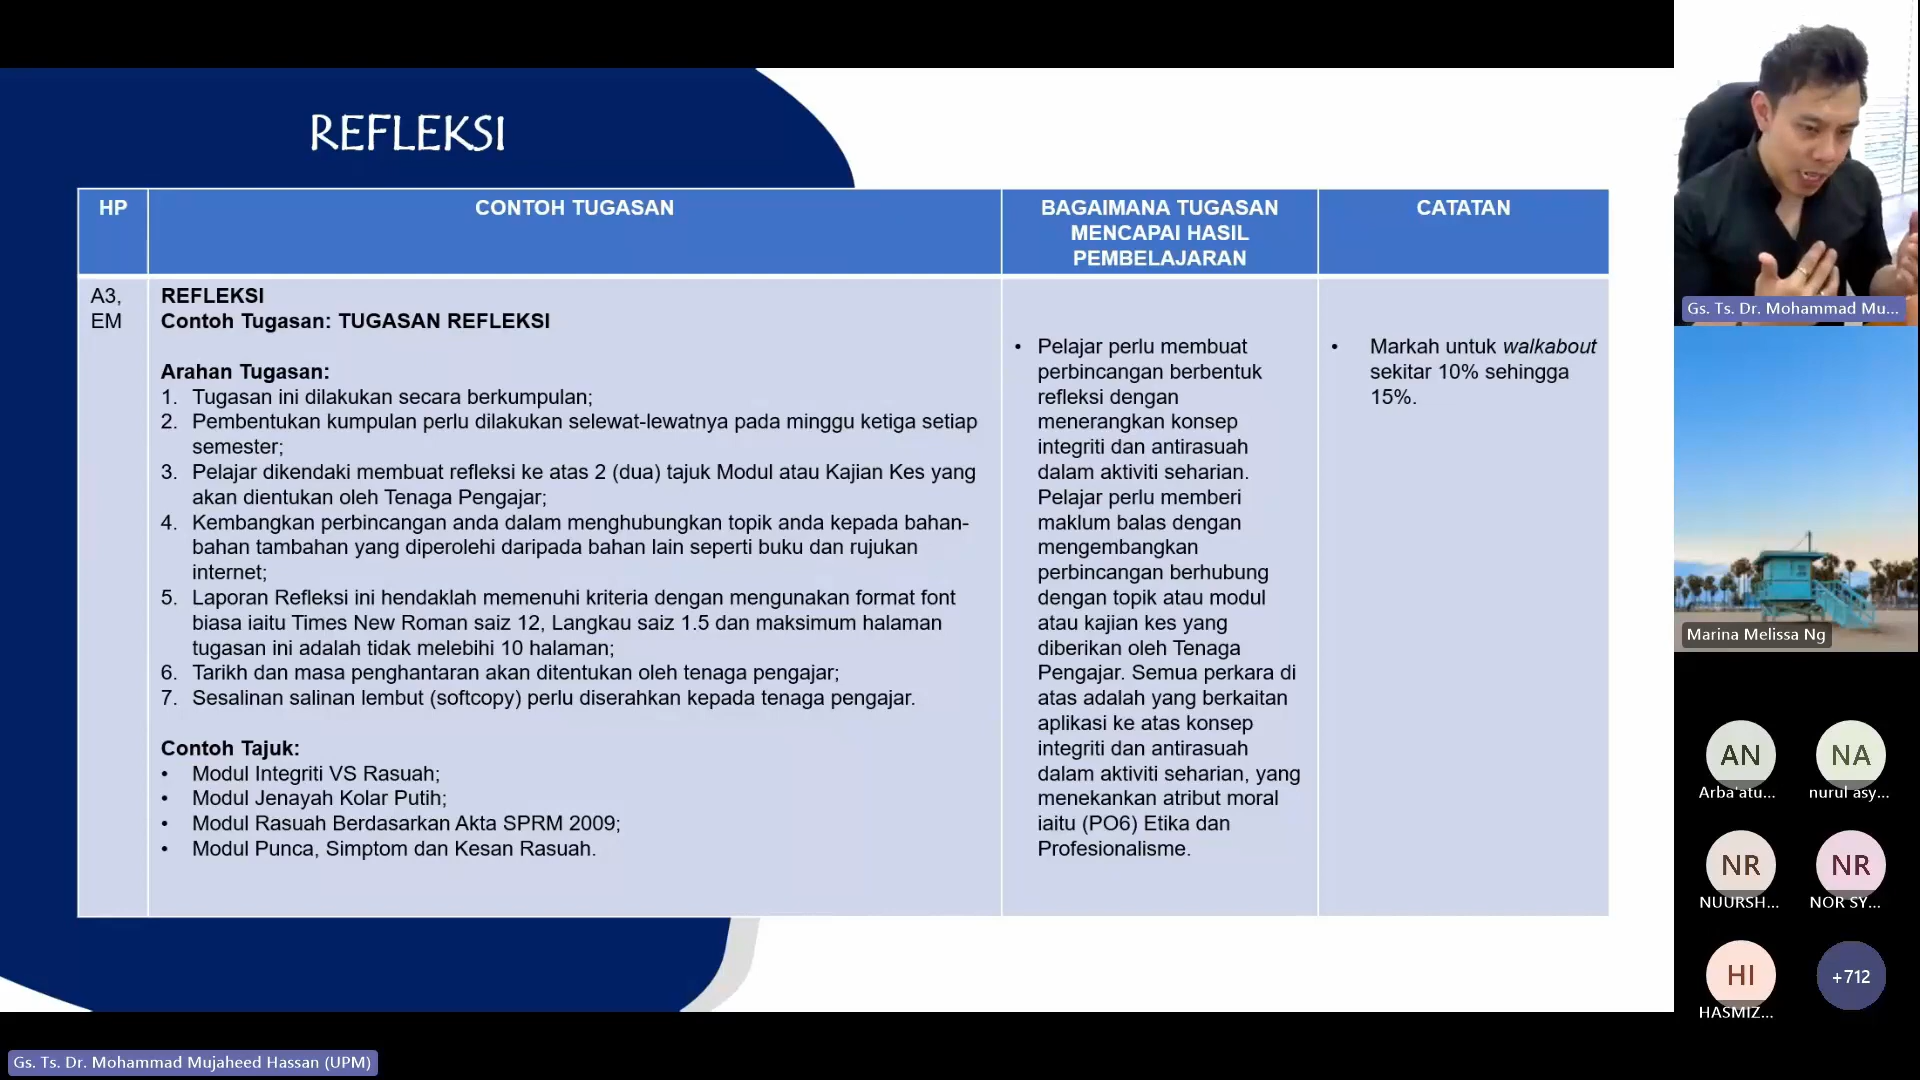 REFLEKSI
HP
CONTOH TUGASAN
BAGAIMANA TUGASAN
MENCAPAI HASIL
PEMBELAJARAN
CATATAN
A3,
EM
REFLEKSI
Contoh Tugasan: TUGASAN REFLEKSI
Arahan Tugasan:
1. Tugasan ini dilakukan secara berkumpulan;
2. Pembentukan kumpulan perlu dilakukan selewat-lewatnya pada minggu ketiga setiap
semester;
3. Pelajar dikendaki membuat refleksi ke atas 2 (dua) tajuk Modul atau Kajian Kes yang
akan dientukan oleh Tenaga Pengajar;
4. Kembangkan perbincangan anda dalam menghubungkan topik anda kepada bahan-
bahan tambahan yang diperolehi daripada bahan lain seperti buku dan rujukan
internet;
5. Laporan Refleksi ini hendaklah memenuhi kriteria dengan mengunakan format font
biasa iaitu Times New Roman saiz 12, Langkau saiz 1.5 dan maksimum halaman
tugasan ini adalah tidak melebihi 10 halaman;
6. Tarikh dan masa penghantaran akan ditentukan oleh tenaga pengajar;
7. Sesalinan salinan lembut (softcopy) perlu diserahkan kepada tenaga pengajar.
Contoh Tajuk:
• Modul Integriti VS Rasuah;
• Modul Jenayah Kolar Putih;
• Modul Rasuah Berdasarkan Akta SPRM 2009;
• Modul Punca, Simptom dan Kesan Rasuah.
• Pelajar perlu membuat
perbincangan berbentuk
refleksi dengan
menerangkan konsep
integriti dan antirasuah
dalam aktiviti seharian.
Pelajar perlu memberi
maklum balas dengan
mengembangkan
perbincangan berhubung
dengan topik atau modul
atau kajian kes yang
diberikan oleh Tenaga
Pengajar. Semua perkara di
atas adalah yang berkaitan
aplikasi ke atas konsep
integriti dan antirasuah
dalam aktiviti seharian, yang
menekankan atribut moral
iaitu (PO6) Etika dan
Profesionalisme.
• Markah untuk walkabout
sekitar 10% sehingga
15%.
Gs. Ts. Dr. Mohammad Mu...
Marina Melissa Ng
AN
Arba'atu...
NA
nurul asy...
NR
NUURSH...
NR
NOR SY...
HI
HASMIZ...
+712
Gs. Ts. Dr. Mohammad Mujaheed Hassan (UPM)